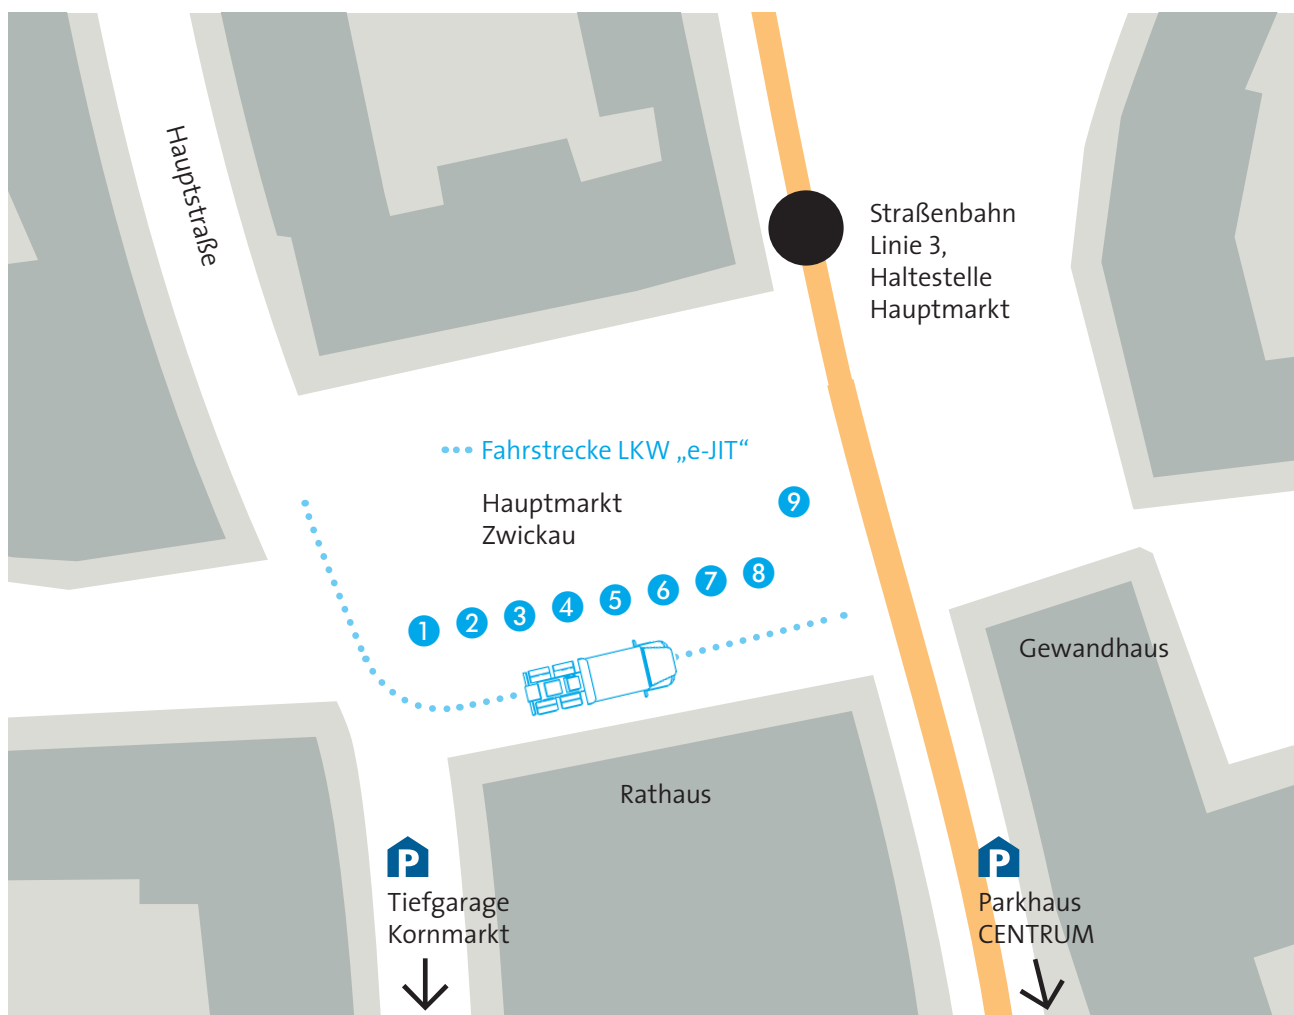 Hauptstraße
Straßenbahn
Linie 3,
Haltestelle
Hauptmarkt
Fahrstrecke LKW „e-JIT“
Hauptmarkt
Zwickau
9
1 2 3 4 5 6 7 8
Gewandhaus
Rathaus
P
Tiefgarage
Kornmarkt
P
Parkhaus
CENTRUM